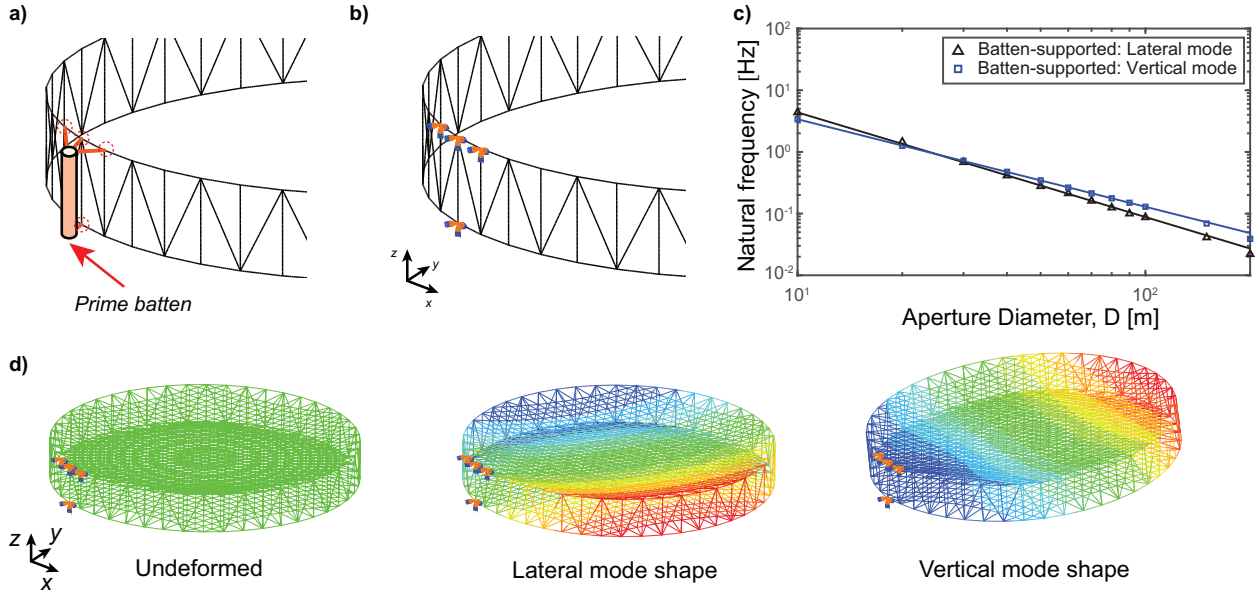 a)
Prime batten
b)
z
y
x
c)
Natural frequency [Hz]
10²
10¹
10⁰
10⁻¹
10⁻²
Batten-supported: Lateral mode
Batten-supported: Vertical mode
10¹
10²
Aperture Diameter, D [m]
d)
z
y
x
Undeformed
Lateral mode shape
Vertical mode shape